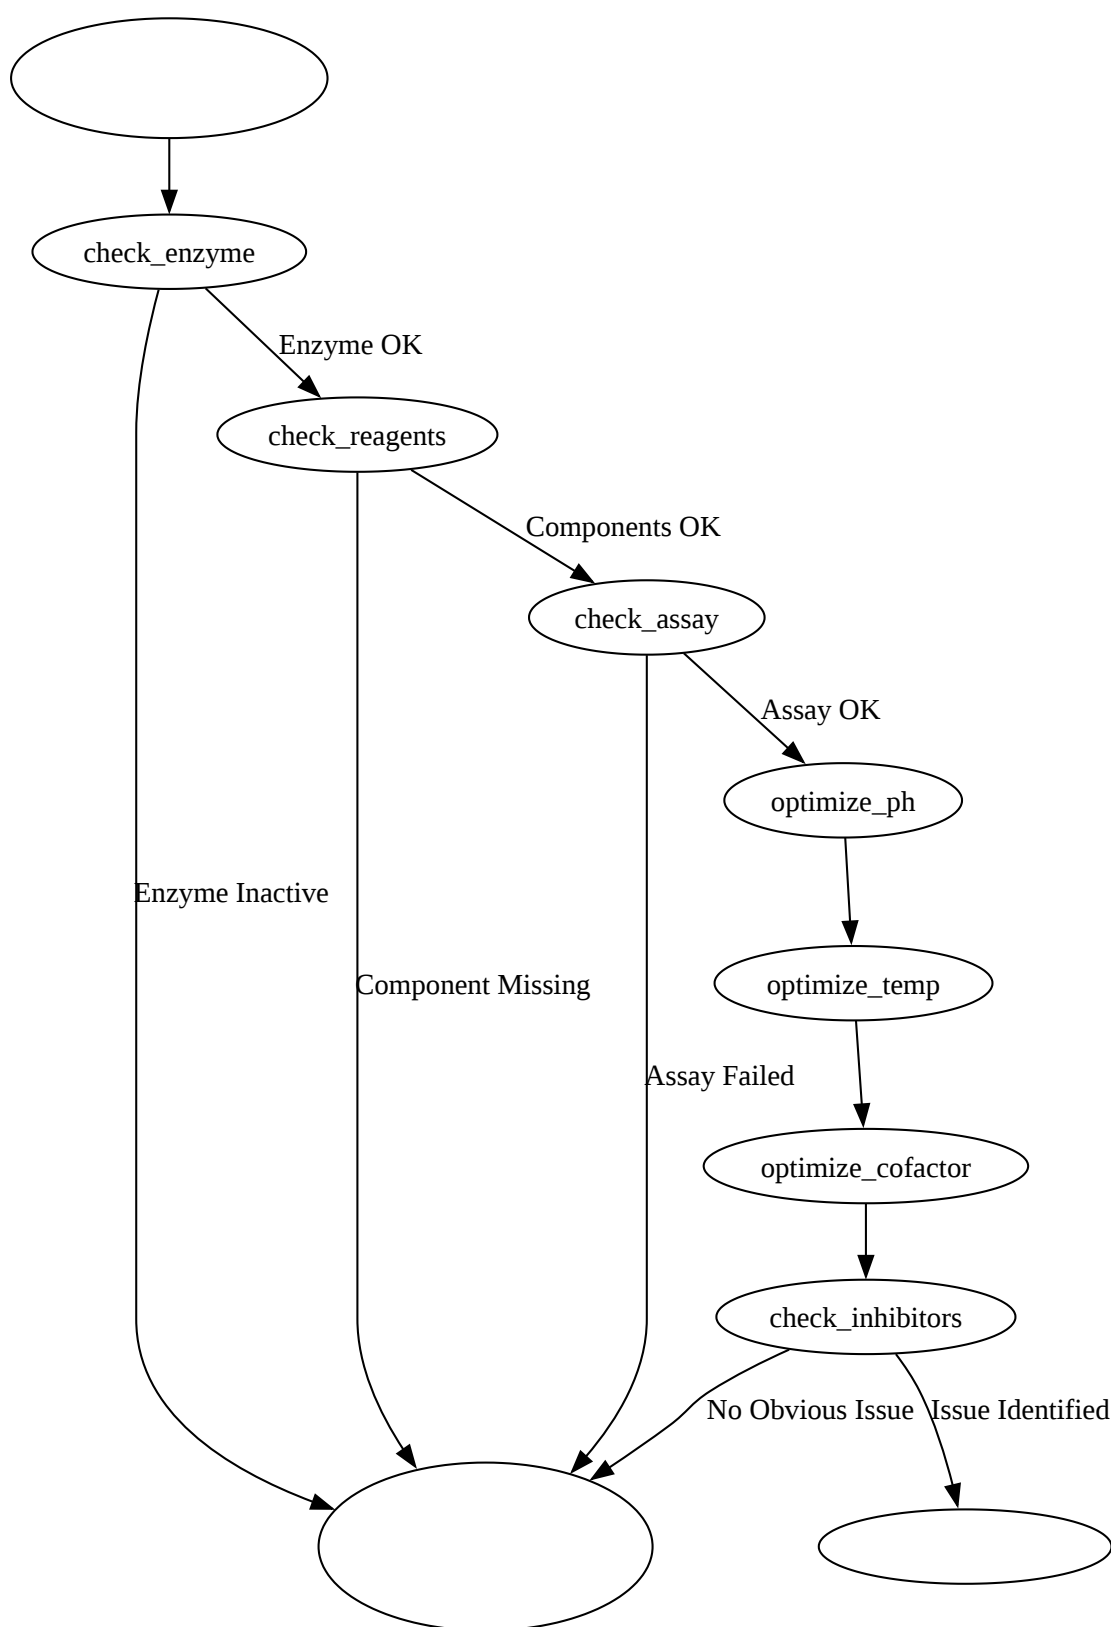 check_enzyme
Enzyme OK
check_reagents
Components OK
check_assay
Assay OK
optimize_ph
Enzyme Inactive
Component Missing
optimize_temp
Assay Failed
optimize_cofactor
check_inhibitors
No Obvious Issue
Issue Identified